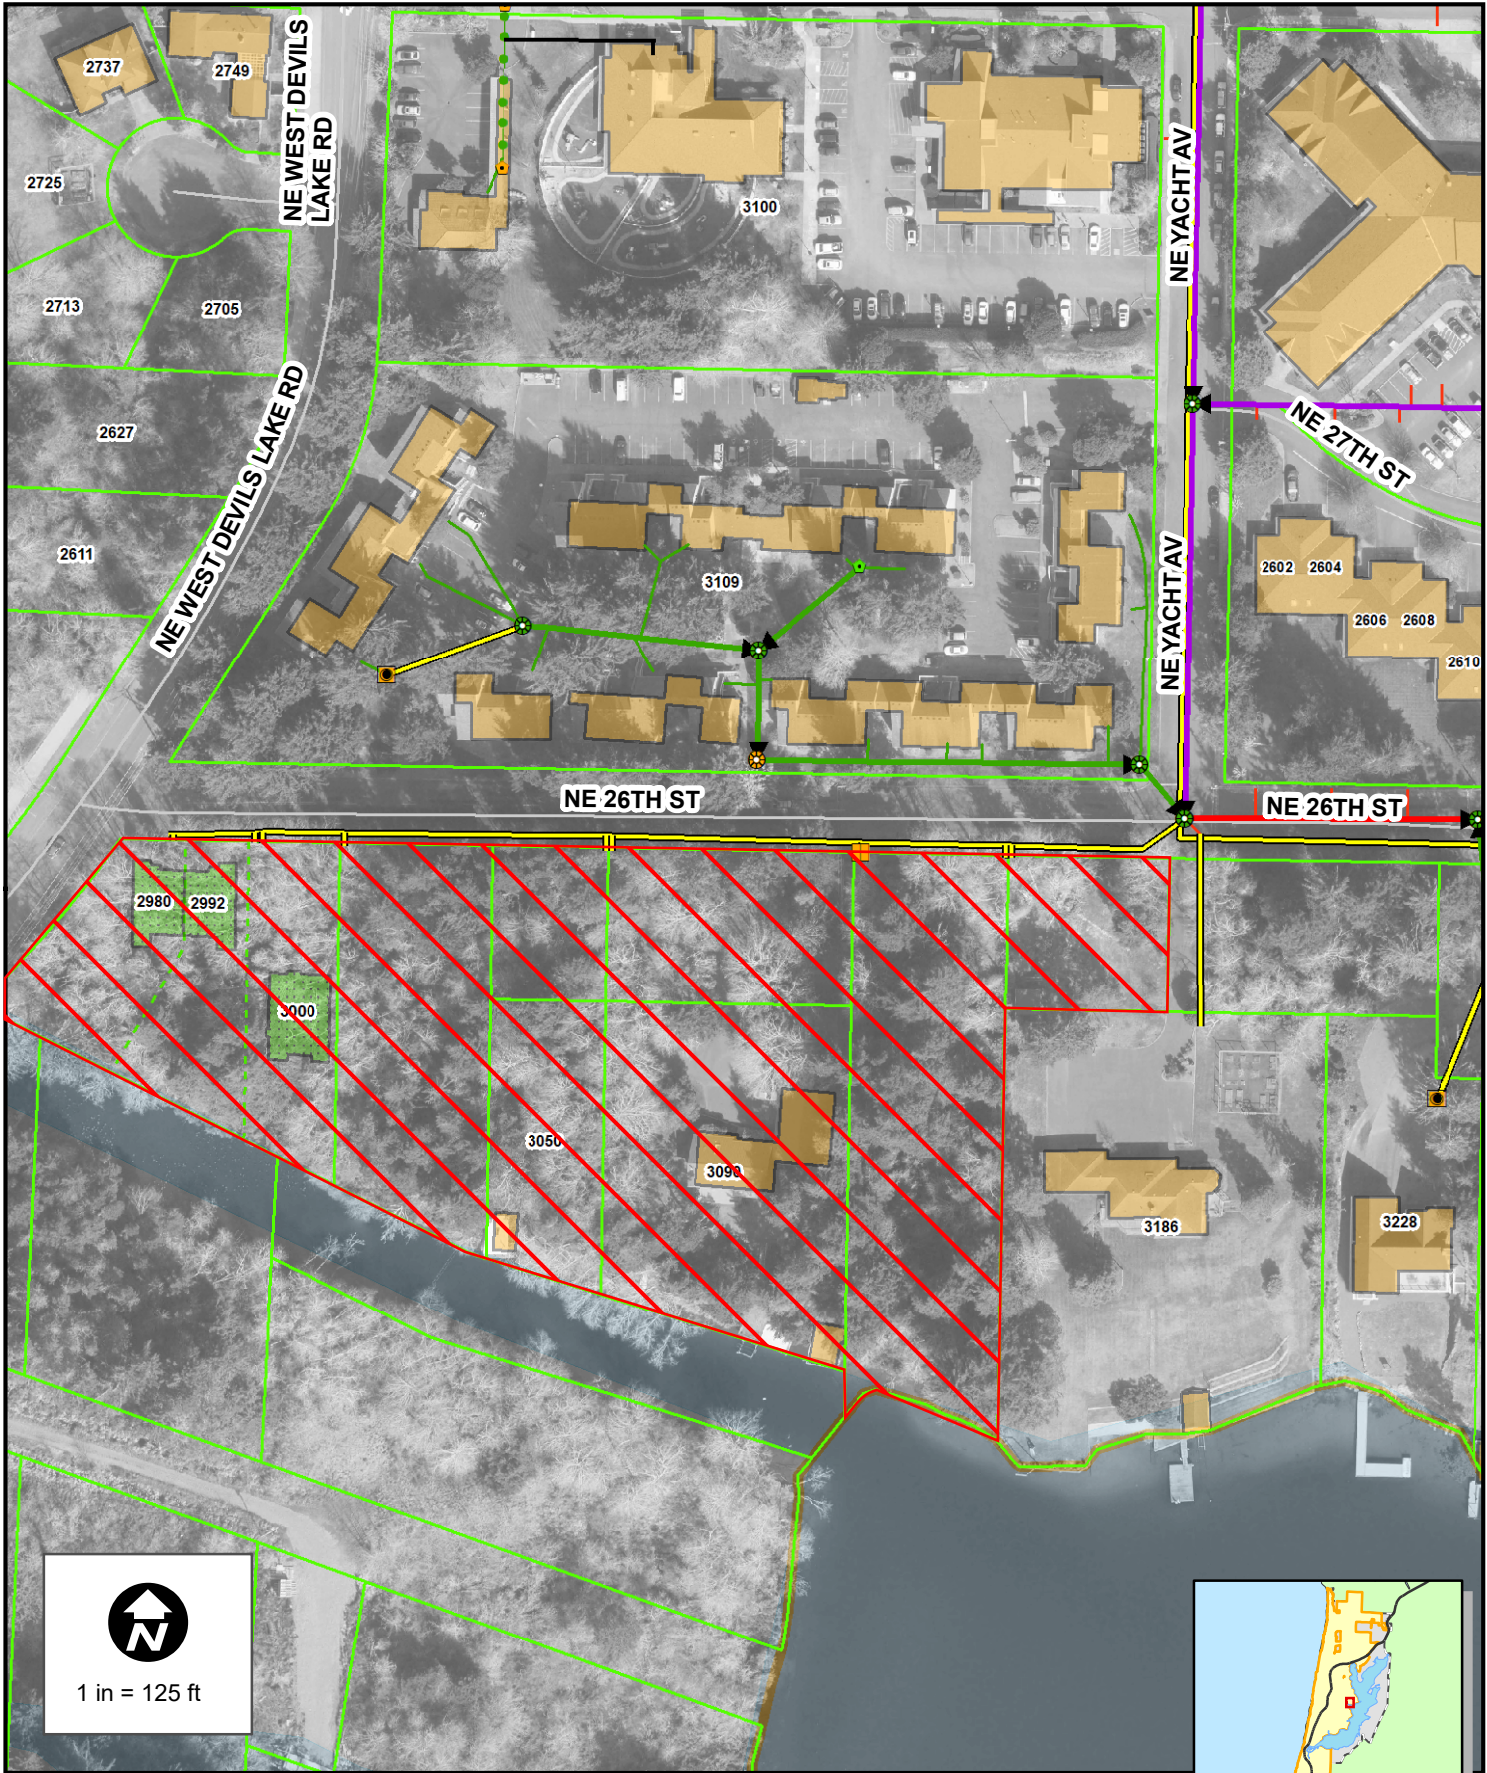 2737
2749
NE WEST DEVILS
LAKE RD
2725
3100
NE YACHT AV
2713
2705
2627
NE WEST DEVILS LAKE RD
NE 27TH ST
2611
3109
NE YACHT AV
2602
2604
2606
2608
2610
NE 26TH ST
NE 26TH ST
2980
2992
3000
3050
3090
3186
3228
N
1 in = 125 ft